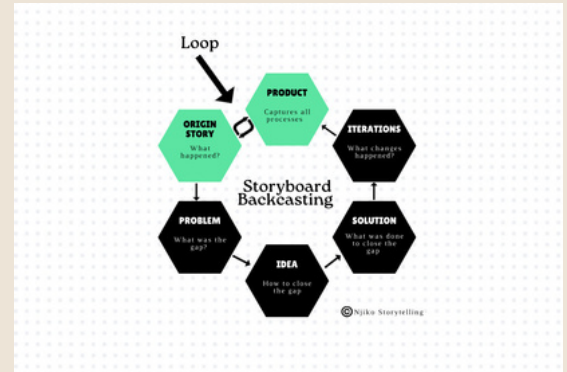 Loop
PRODUCT
Captures all
processes
ORIGIN
STORY
What
happened?
ITERATIONS
What changes
happened?
Storyboard
Backcasting
PROBLEM
What was the
gap?
SOLUTION
What was done
to close the
gap
IDEA
How to close
the gap
©Njiko Storytelling